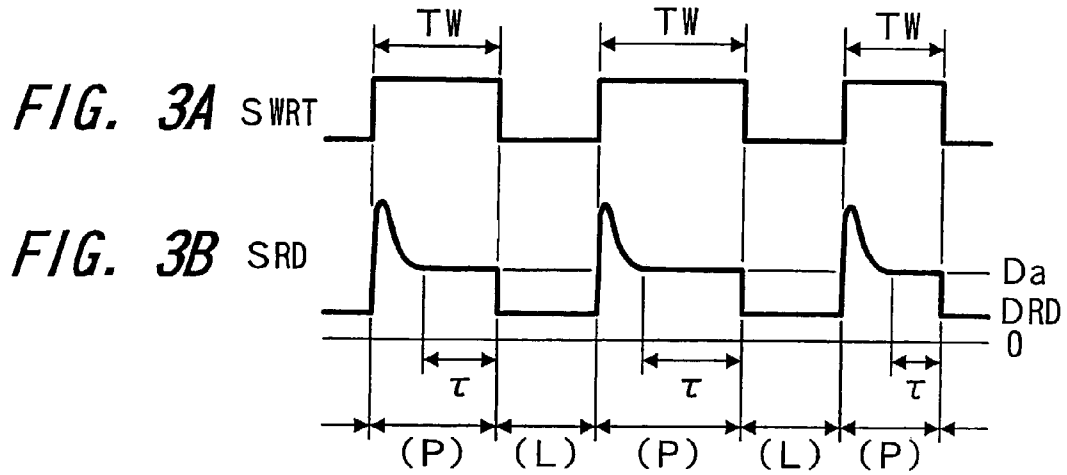 TW TW TW
FIG. 3A SWRT
FIG. 3B SRD
Da
DRD
0
τ τ τ
(P) (L) (P) (L) (P)